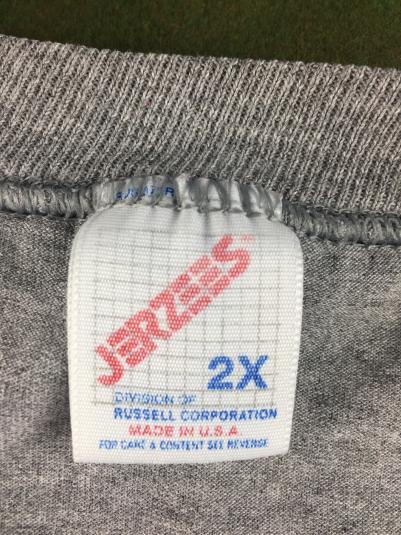 JERZEES
2X
DIVISION OF
RUSSELL CORPORATION
MADE IN U.S.A.
FOR CARE & CONTENT SEE REVERSE